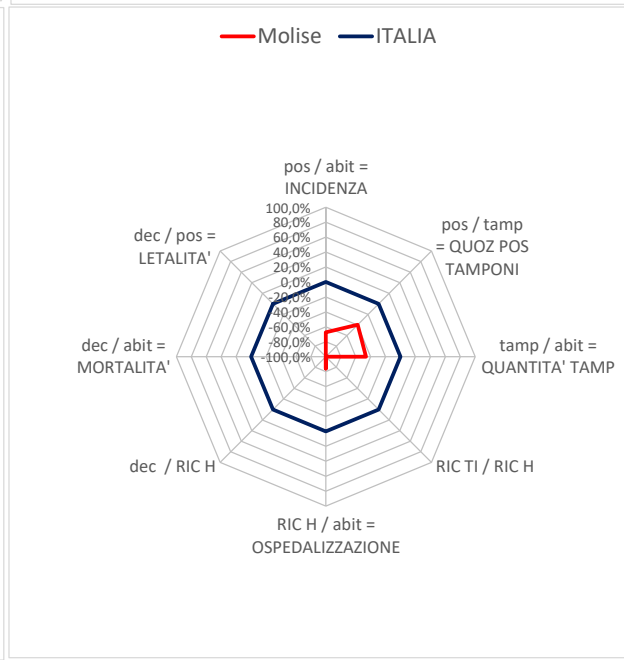 Molise ITALIA
pos / abit =
INCIDENZA
pos / tamp
= QUOZ POS
TAMPONI
tamp / abit =
QUANTITA' TAMP
RIC TI / RIC H
RIC H / abit =
OSPEDALIZZAZIONE
dec / RIC H
dec / abit =
MORTALITA'
dec / pos =
LETALITA'
100,0%
80,0%
60,0%
40,0%
20,0%
0,0%
-20,0%
-40,0%
-60,0%
-80,0%
-100,0%